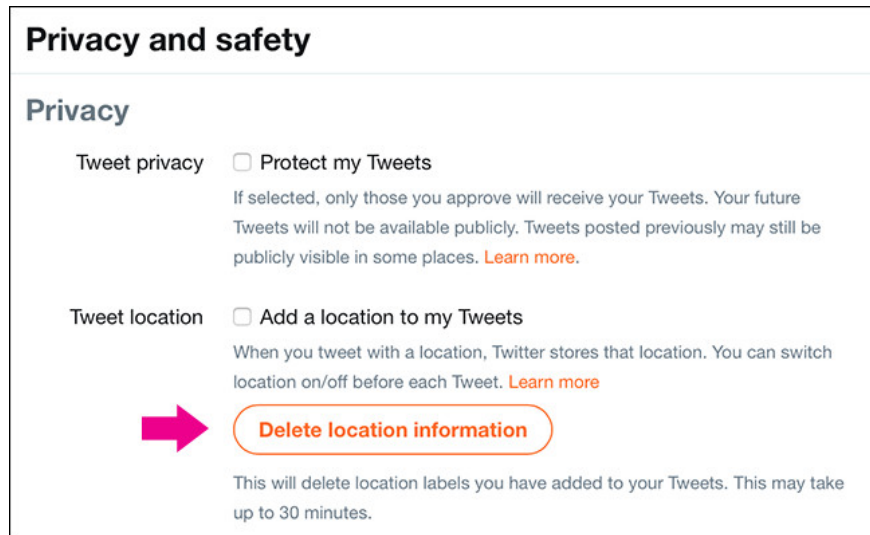 Privacy and safety
Privacy
Tweet privacy Protect my Tweets
If selected, only those you approve will receive your Tweets. Your future
Tweets will not be available publicly. Tweets posted previously may still be
publicly visible in some places. Learn more.
Tweet location Add a location to my Tweets
When you tweet with a location, Twitter stores that location. You can switch
location on/off before each Tweet. Learn more
Delete location information
This will delete location labels you have added to your Tweets. This may take
up to 30 minutes.